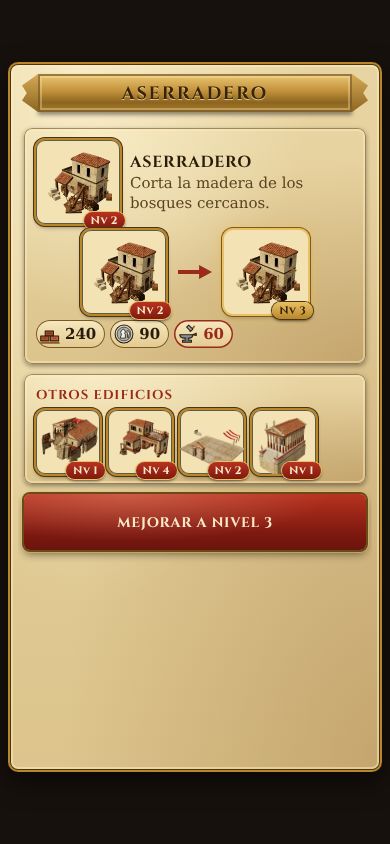 ASERRADERO
ASERRADERO
Corta la madera de los
bosques cercanos.
Nv 2
Nv 2
Nv 3
240
90
60
OTROS EDIFICIOS
Nv 1
Nv 4
Nv 2
Nv 1
MEJORAR A NIVEL 3